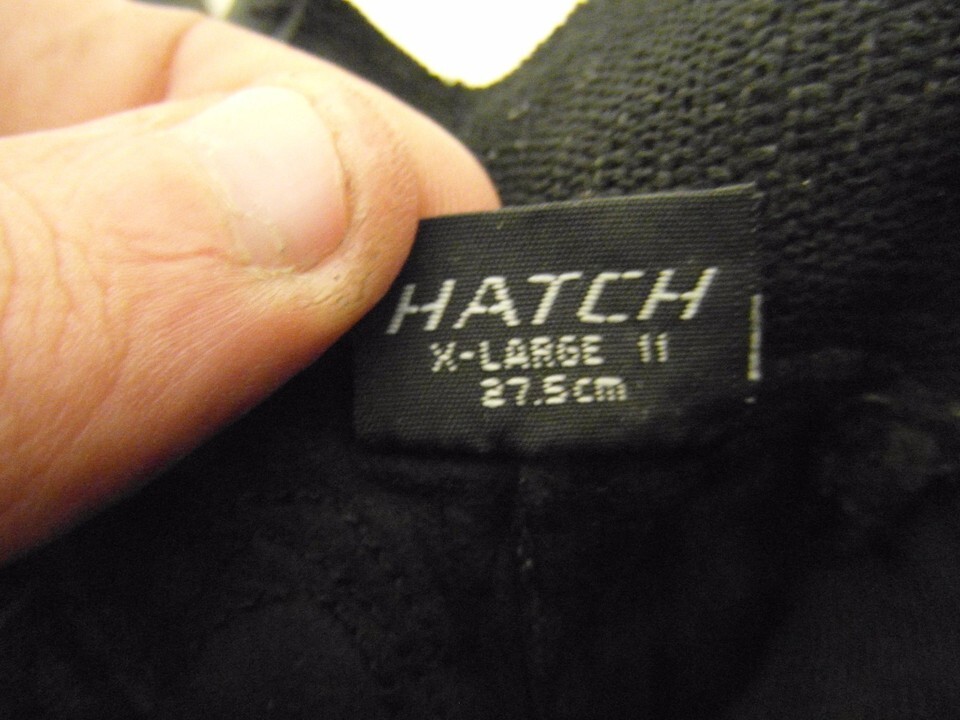 HATCH
X-LARGE 11
27.5cm